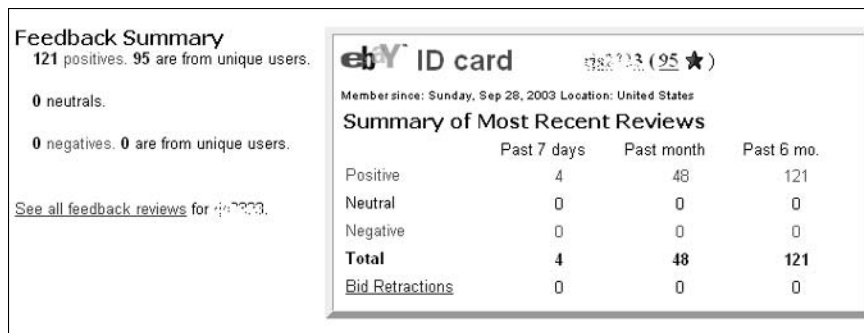 Feedback Summary
121 positives. 95 are from unique users.
0 neutrals.
0 negatives. 0 are from unique users.
See all feedback reviews for
ebaY ID card (95 ★)
Member since: Sunday, Sep 28, 2003 Location: United States
Summary of Most Recent Reviews
Past 7 days Past month Past 6 mo.
Positive 4 48 121
Neutral 0 0 0
Negative 0 0 0
Total 4 48 121
Bid Retractions 0 0 0